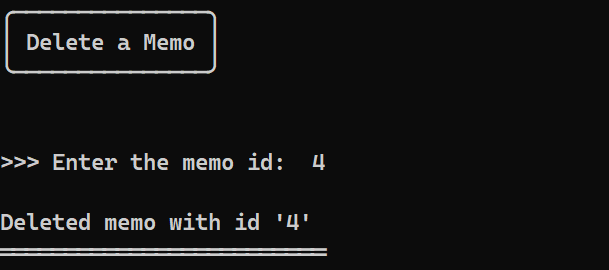 Delete a Memo
>>> Enter the memo id:  4
Deleted memo with id '4'